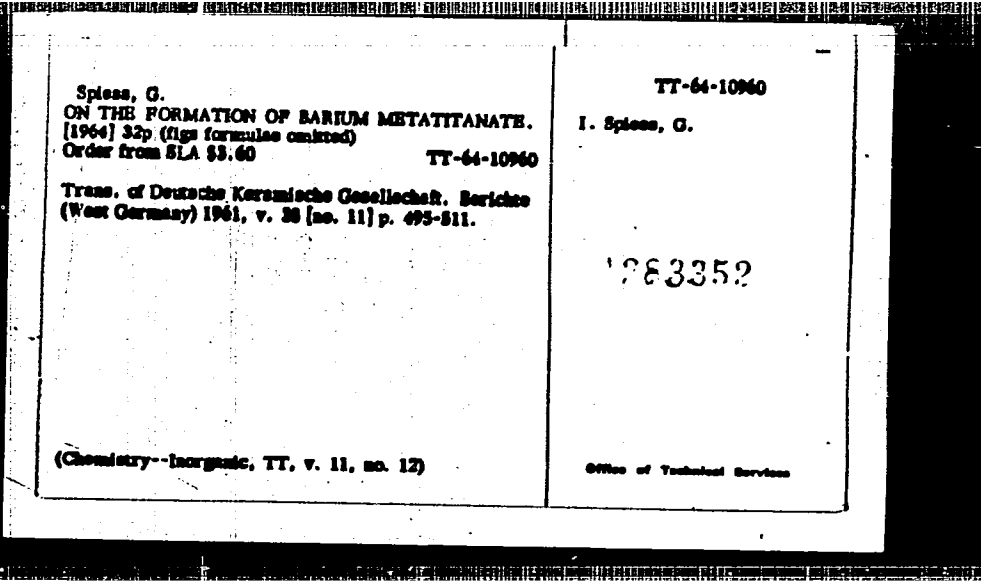 Spiess, G.
ON THE FORMATION OF BARIUM METATITANATE.
[1964] 32p (figs formulae omitted)
Order from SLA $3.60 TT-64-10960
Trans. of Deutsche Keramische Gesellschaft. Berichte
(West Germany) 1961, v. 38 [no. 11] p. 495-511.
(Chemistry--Inorganic, TT, v. 11, no. 12)
TT-64-10960
I. Spiess, G.
Office of Technical Services